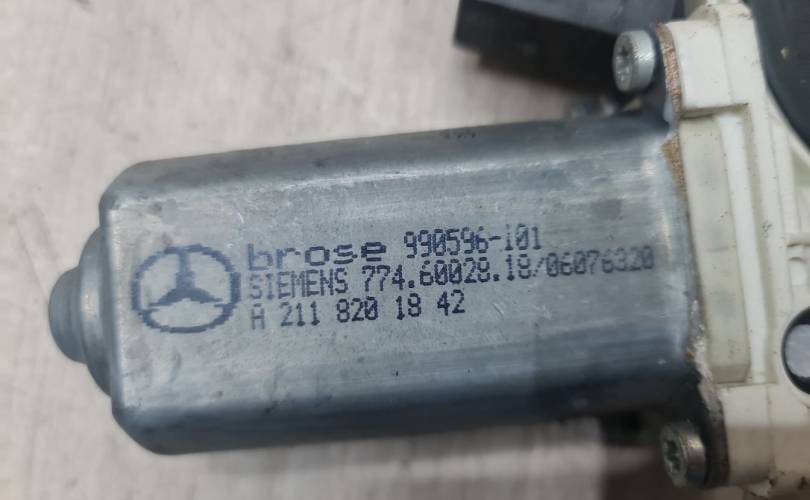 brose 990596-101
SIEMENS 774.60028.18/06076320
A 211 820 18 42